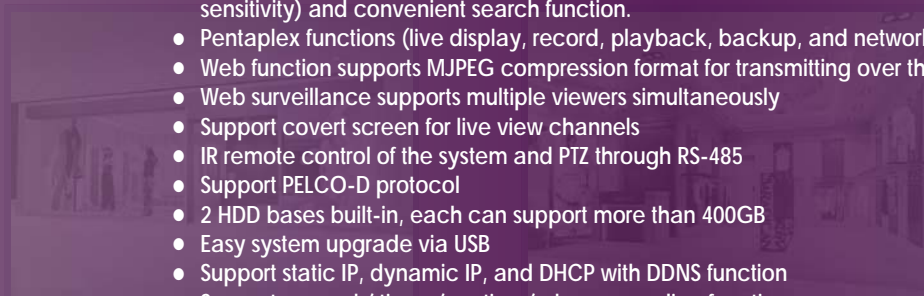 sensitivity) and convenient search function.
● Pentaplex functions (live display, record, playback, backup, and
● Web function supports MJPEG compression format for transmitting over
● Web surveillance supports multiple viewers simultaneously
● Support covert screen for live view channels
● IR remote control of the system and PTZ through RS-485
● Support PELCO-D protocol
● 2 HDD bases built-in, each can support more than 400GB
● Easy system upgrade via USB
● Support static IP, dynamic IP, and DHCP with DDNS function